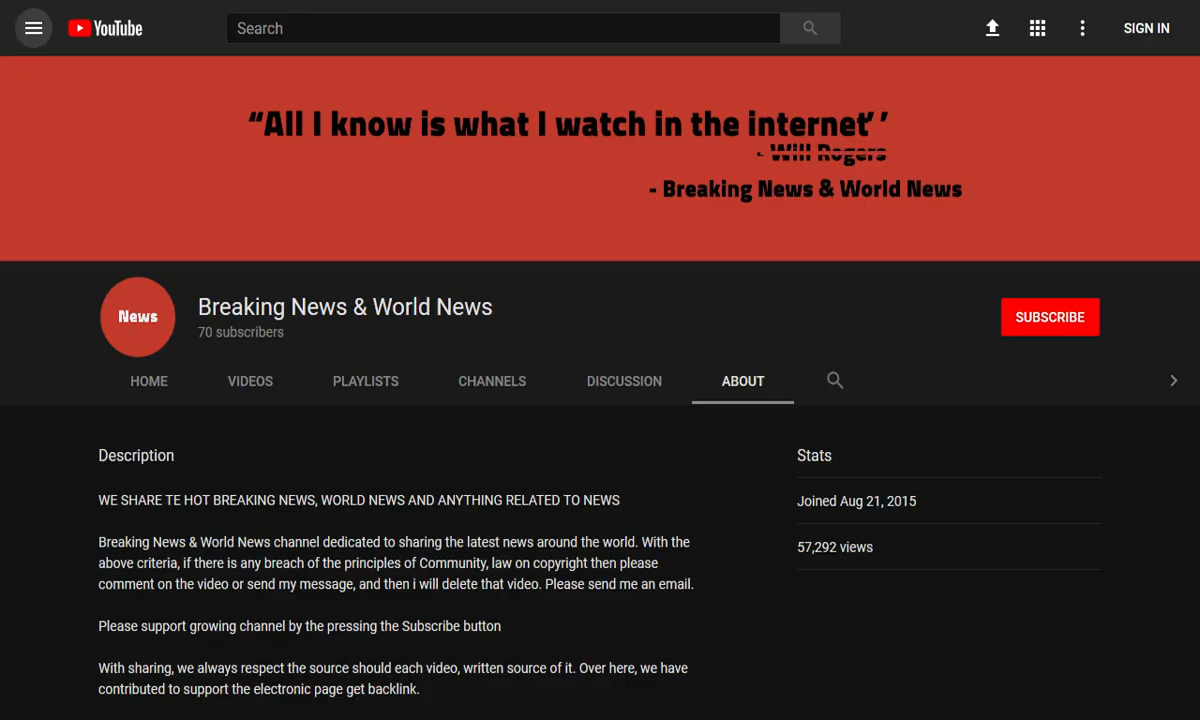 YouTube
Search
SIGN IN
“All I know is what I watch in the internet’ ’
- Will Rogers
- Breaking News & World News
News
Breaking News & World News
70 subscribers
SUBSCRIBE
HOME
VIDEOS
PLAYLISTS
CHANNELS
DISCUSSION
ABOUT
Description
WE SHARE TE HOT BREAKING NEWS, WORLD NEWS AND ANYTHING RELATED TO NEWS
Breaking News & World News channel dedicated to sharing the latest news around the world. With the
above criteria, if there is any breach of the principles of Community, law on copyright then please
comment on the video or send my message, and then i will delete that video. Please send me an email.
Please support growing channel by the pressing the Subscribe button
With sharing, we always respect the source should each video, written source of it. Over here, we have
contributed to support the electronic page get backlink.
Stats
Joined Aug 21, 2015
57,292 views